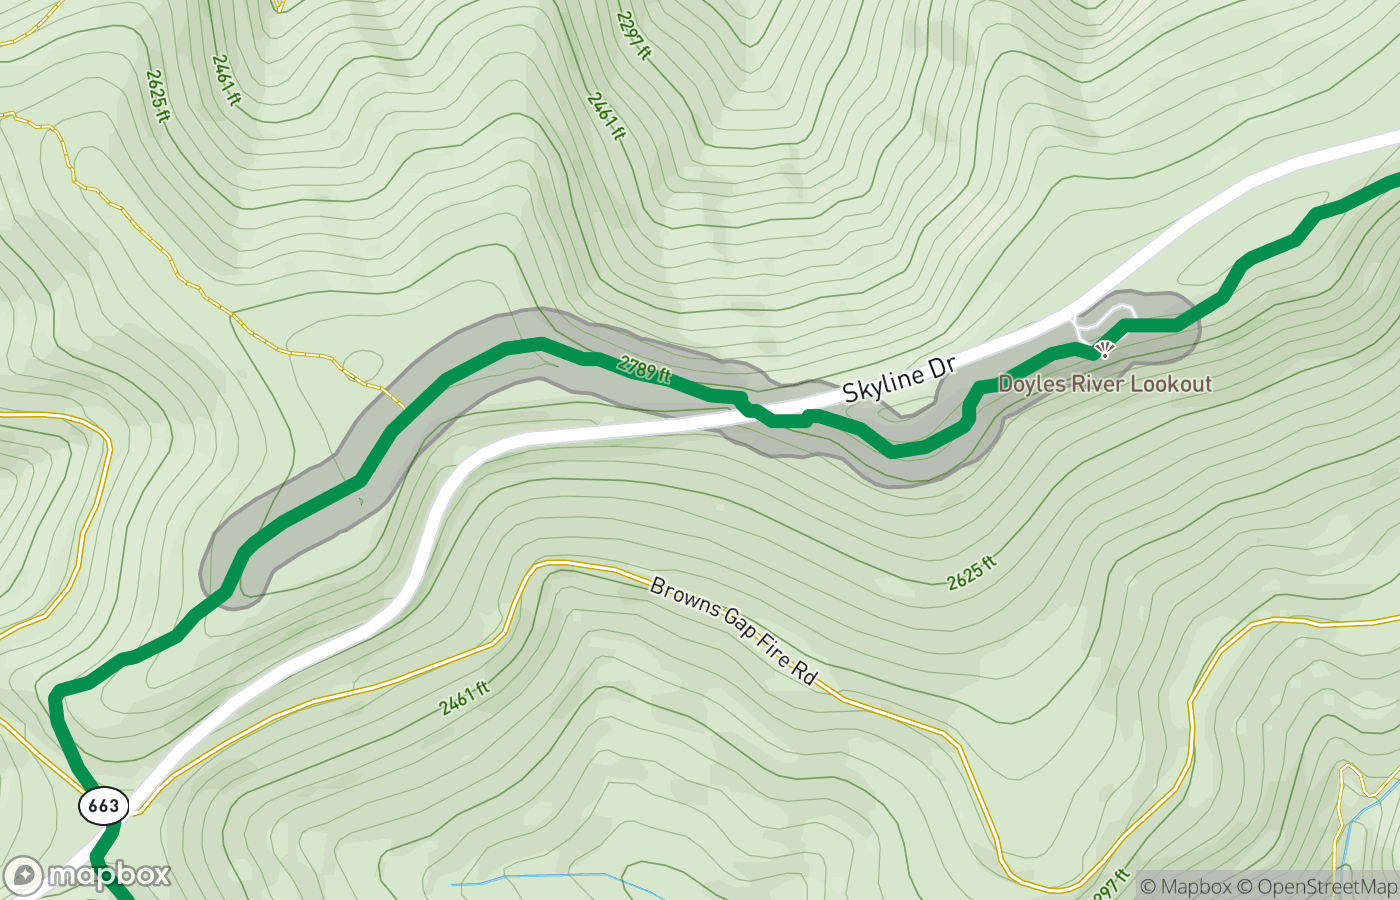 2297 ft
2461 ft
2625 ft
2461 ft
2789 ft
Skyline Dr
Doyles River Lookout
2625 ft
Browns Gap Fire Rd
2461 ft
663
mapbox
297 ft
© Mapbox © OpenStreetMap